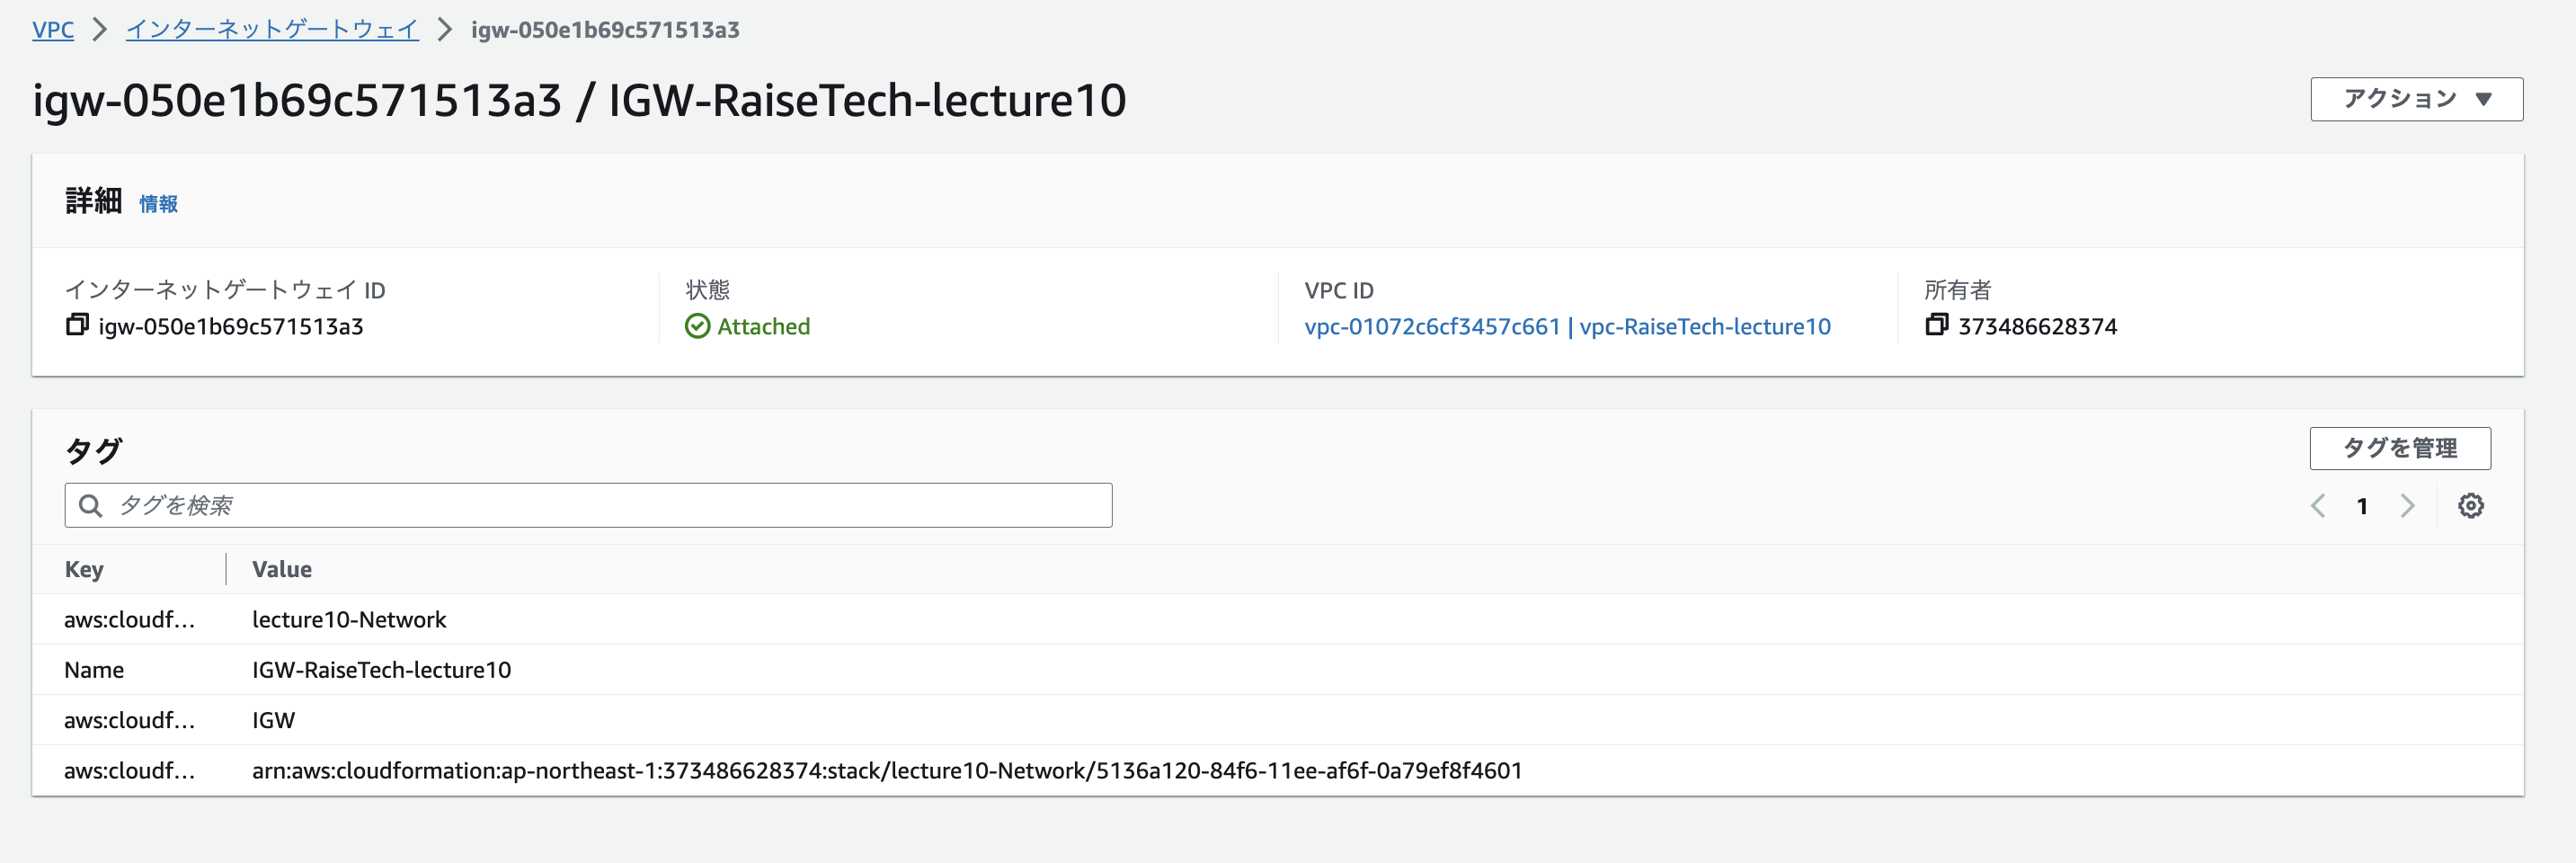 VPC > インターネットゲートウェイ > igw-050e1b69c571513a3
igw-050e1b69c571513a3 / IGW-RaiseTech-lecture10
アクション ▼
詳細 情報
インターネットゲートウェイ ID
igw-050e1b69c571513a3
状態
Attached
VPC ID
vpc-01072c6cf3457c661 | vpc-RaiseTech-lecture10
所有者
373486628374
タグ
タグを管理
タグを検索
1
Key Value
aws:cloudf... lecture10-Network
Name IGW-RaiseTech-lecture10
aws:cloudf... IGW
aws:cloudf... arn:aws:cloudformation:ap-northeast-1:373486628374:stack/lecture10-Network/5136a120-84f6-11ee-af6f-0a79ef8f4601